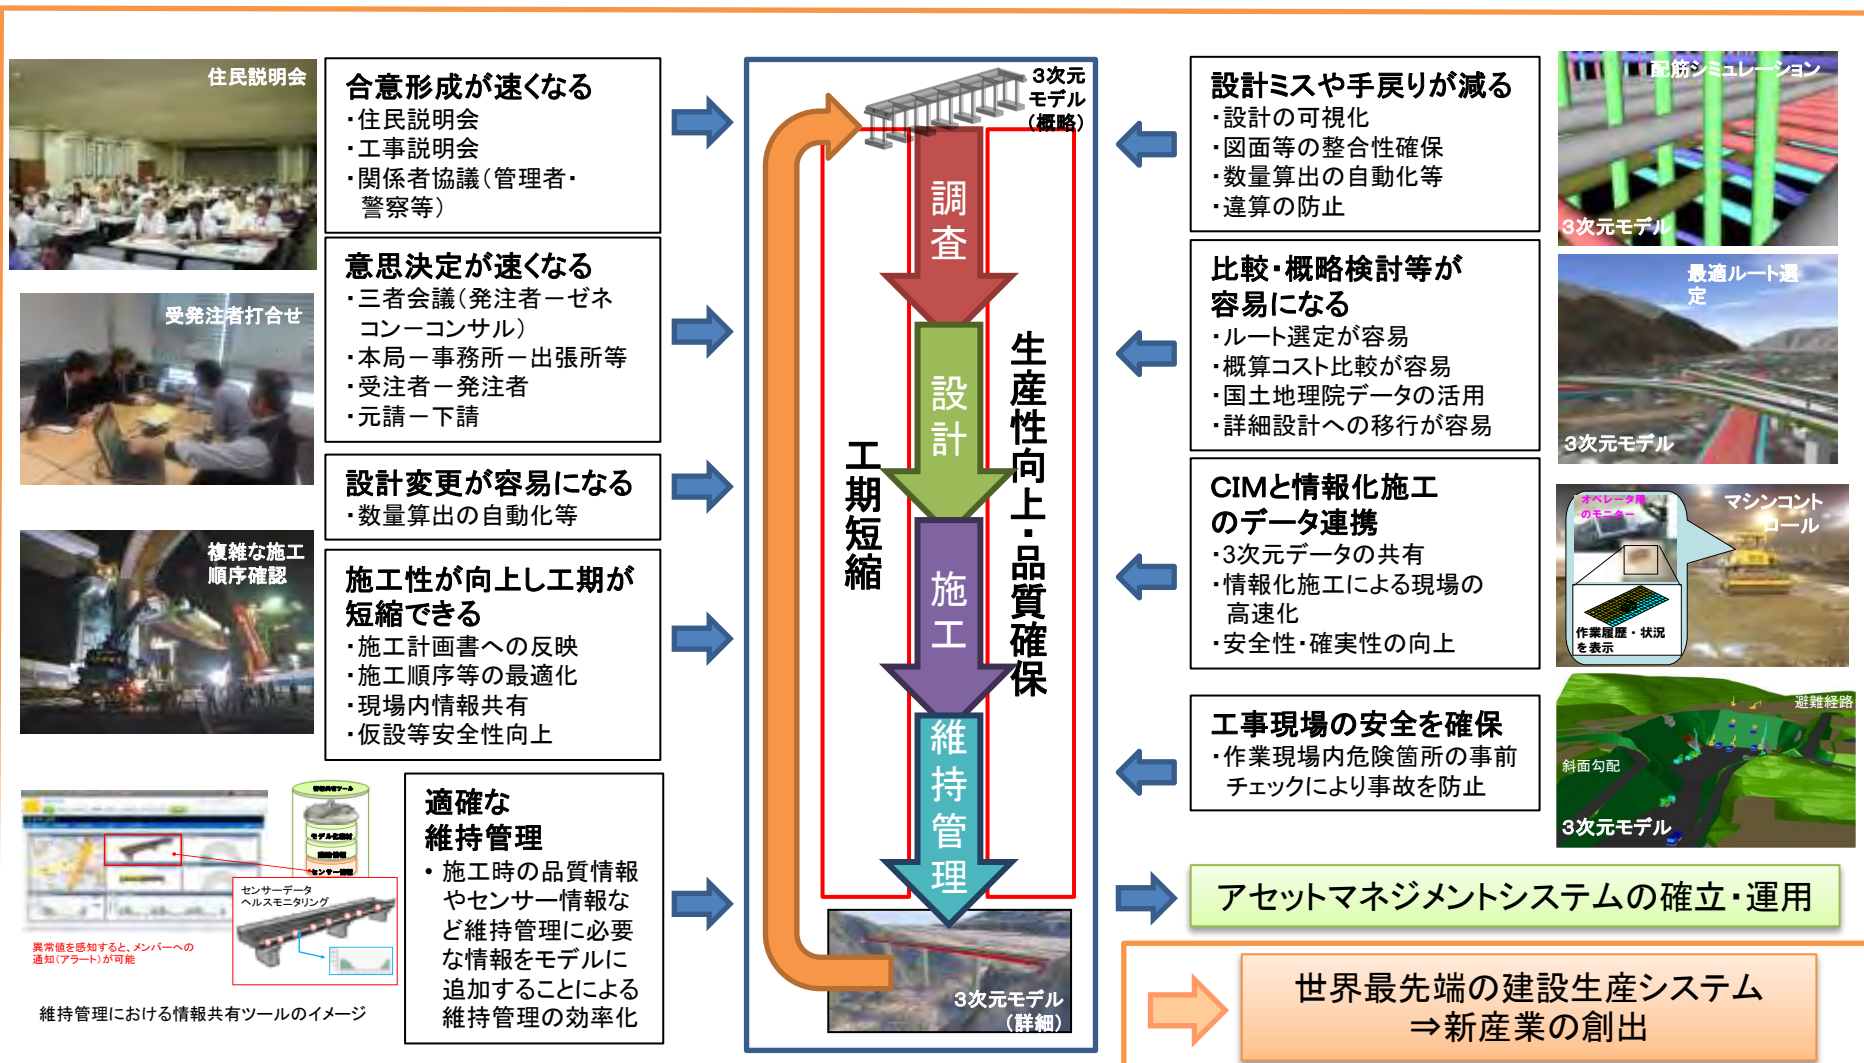 住民説明会
合意形成が速くなる
・住民説明会
・工事説明会
・関係者協議（管理者・
警察等）
受発注者打合せ
意思決定が速くなる
・三者会議（発注者－ゼネ
コン－コンサル）
・本局－事務所－出張所等
・受注者－発注者
・元請－下請
設計変更が容易になる
・数量算出の自動化等
複雑な施工
順序確認
施工性が向上し工期が
短縮できる
・施工計画書への反映
・施工順序等の最適化
・現場内情報共有
・仮設等安全性向上
情報共有ツール
センサー情報
センサーデータ
ヘルスモニタリング
異常値を感知すると、メンバーへの
通知（アラート）が可能
維持管理における情報共有ツールのイメージ
適確な
維持管理
• 施工時の品質情報
やセンサー情報な
ど維持管理に必要
な情報をモデルに
追加することによる
維持管理の効率化
3次元
モデル
（概略）
調査
設計
施工
維持管理
工期短縮
生産性向上・品質確保
3次元モデル
（詳細）
設計ミスや手戻りが減る
・設計の可視化
・図面等の整合性確保
・数量算出の自動化等
・違算の防止
配筋シミュレーション
3次元モデル
比較・概略検討等が
容易になる
・ルート選定が容易
・概算コスト比較が容易
・国土地理院データの活用
・詳細設計への移行が容易
最適ルート選
定
3次元モデル
CIMと情報化施工
のデータ連携
・3次元データの共有
・情報化施工による現場の
高速化
・安全性・確実性の向上
オペレータ用
のモニター
マシンコント
ロール
作業履歴・状況
を表示
工事現場の安全を確保
・作業現場内危険箇所の事前
チェックにより事故を防止
避難経路
斜面勾配
3次元モデル
アセットマネジメントシステムの確立・運用
世界最先端の建設生産システム
⇒新産業の創出